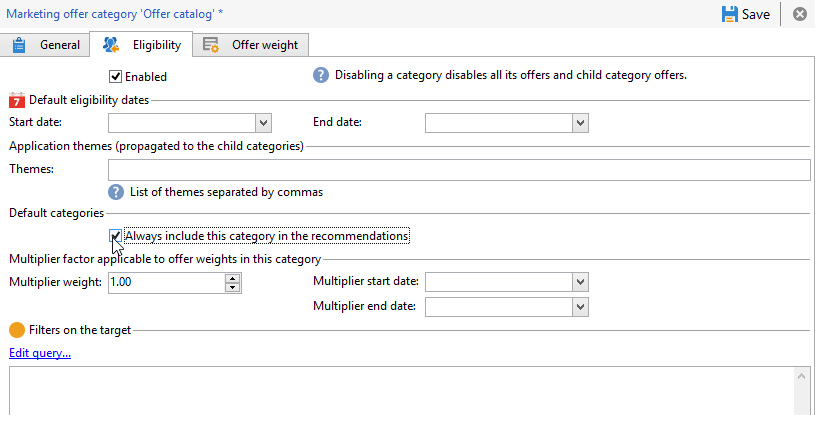 Marketing offer category 'Offer catalog' *
Save
General
Eligibility
Offer weight
Enabled
? Disabling a category disables all its offers and child category offers.
7 Default eligibility dates
Start date:
End date:
Application themes (propagated to the child categories)
Themes:
? List of themes separated by commas
Default categories
Always include this category in the recommendations
Multiplier factor applicable to offer weights in this category
Multiplier weight: 1.00
Multiplier start date:
Multiplier end date:
Filters on the target
Edit query...